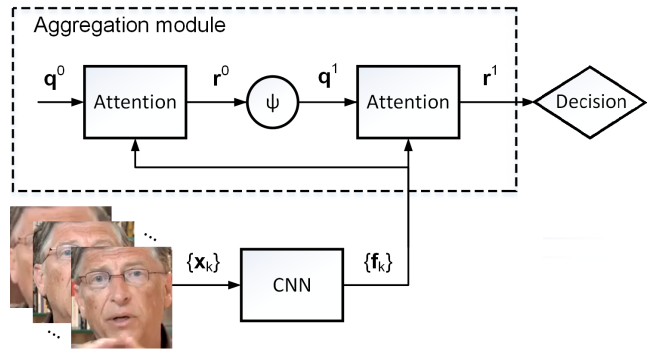 Aggregation module
q⁰
Attention
r⁰
ψ
q¹
Attention
r¹
Decision
...
{xₖ}
CNN
{fₖ}
...